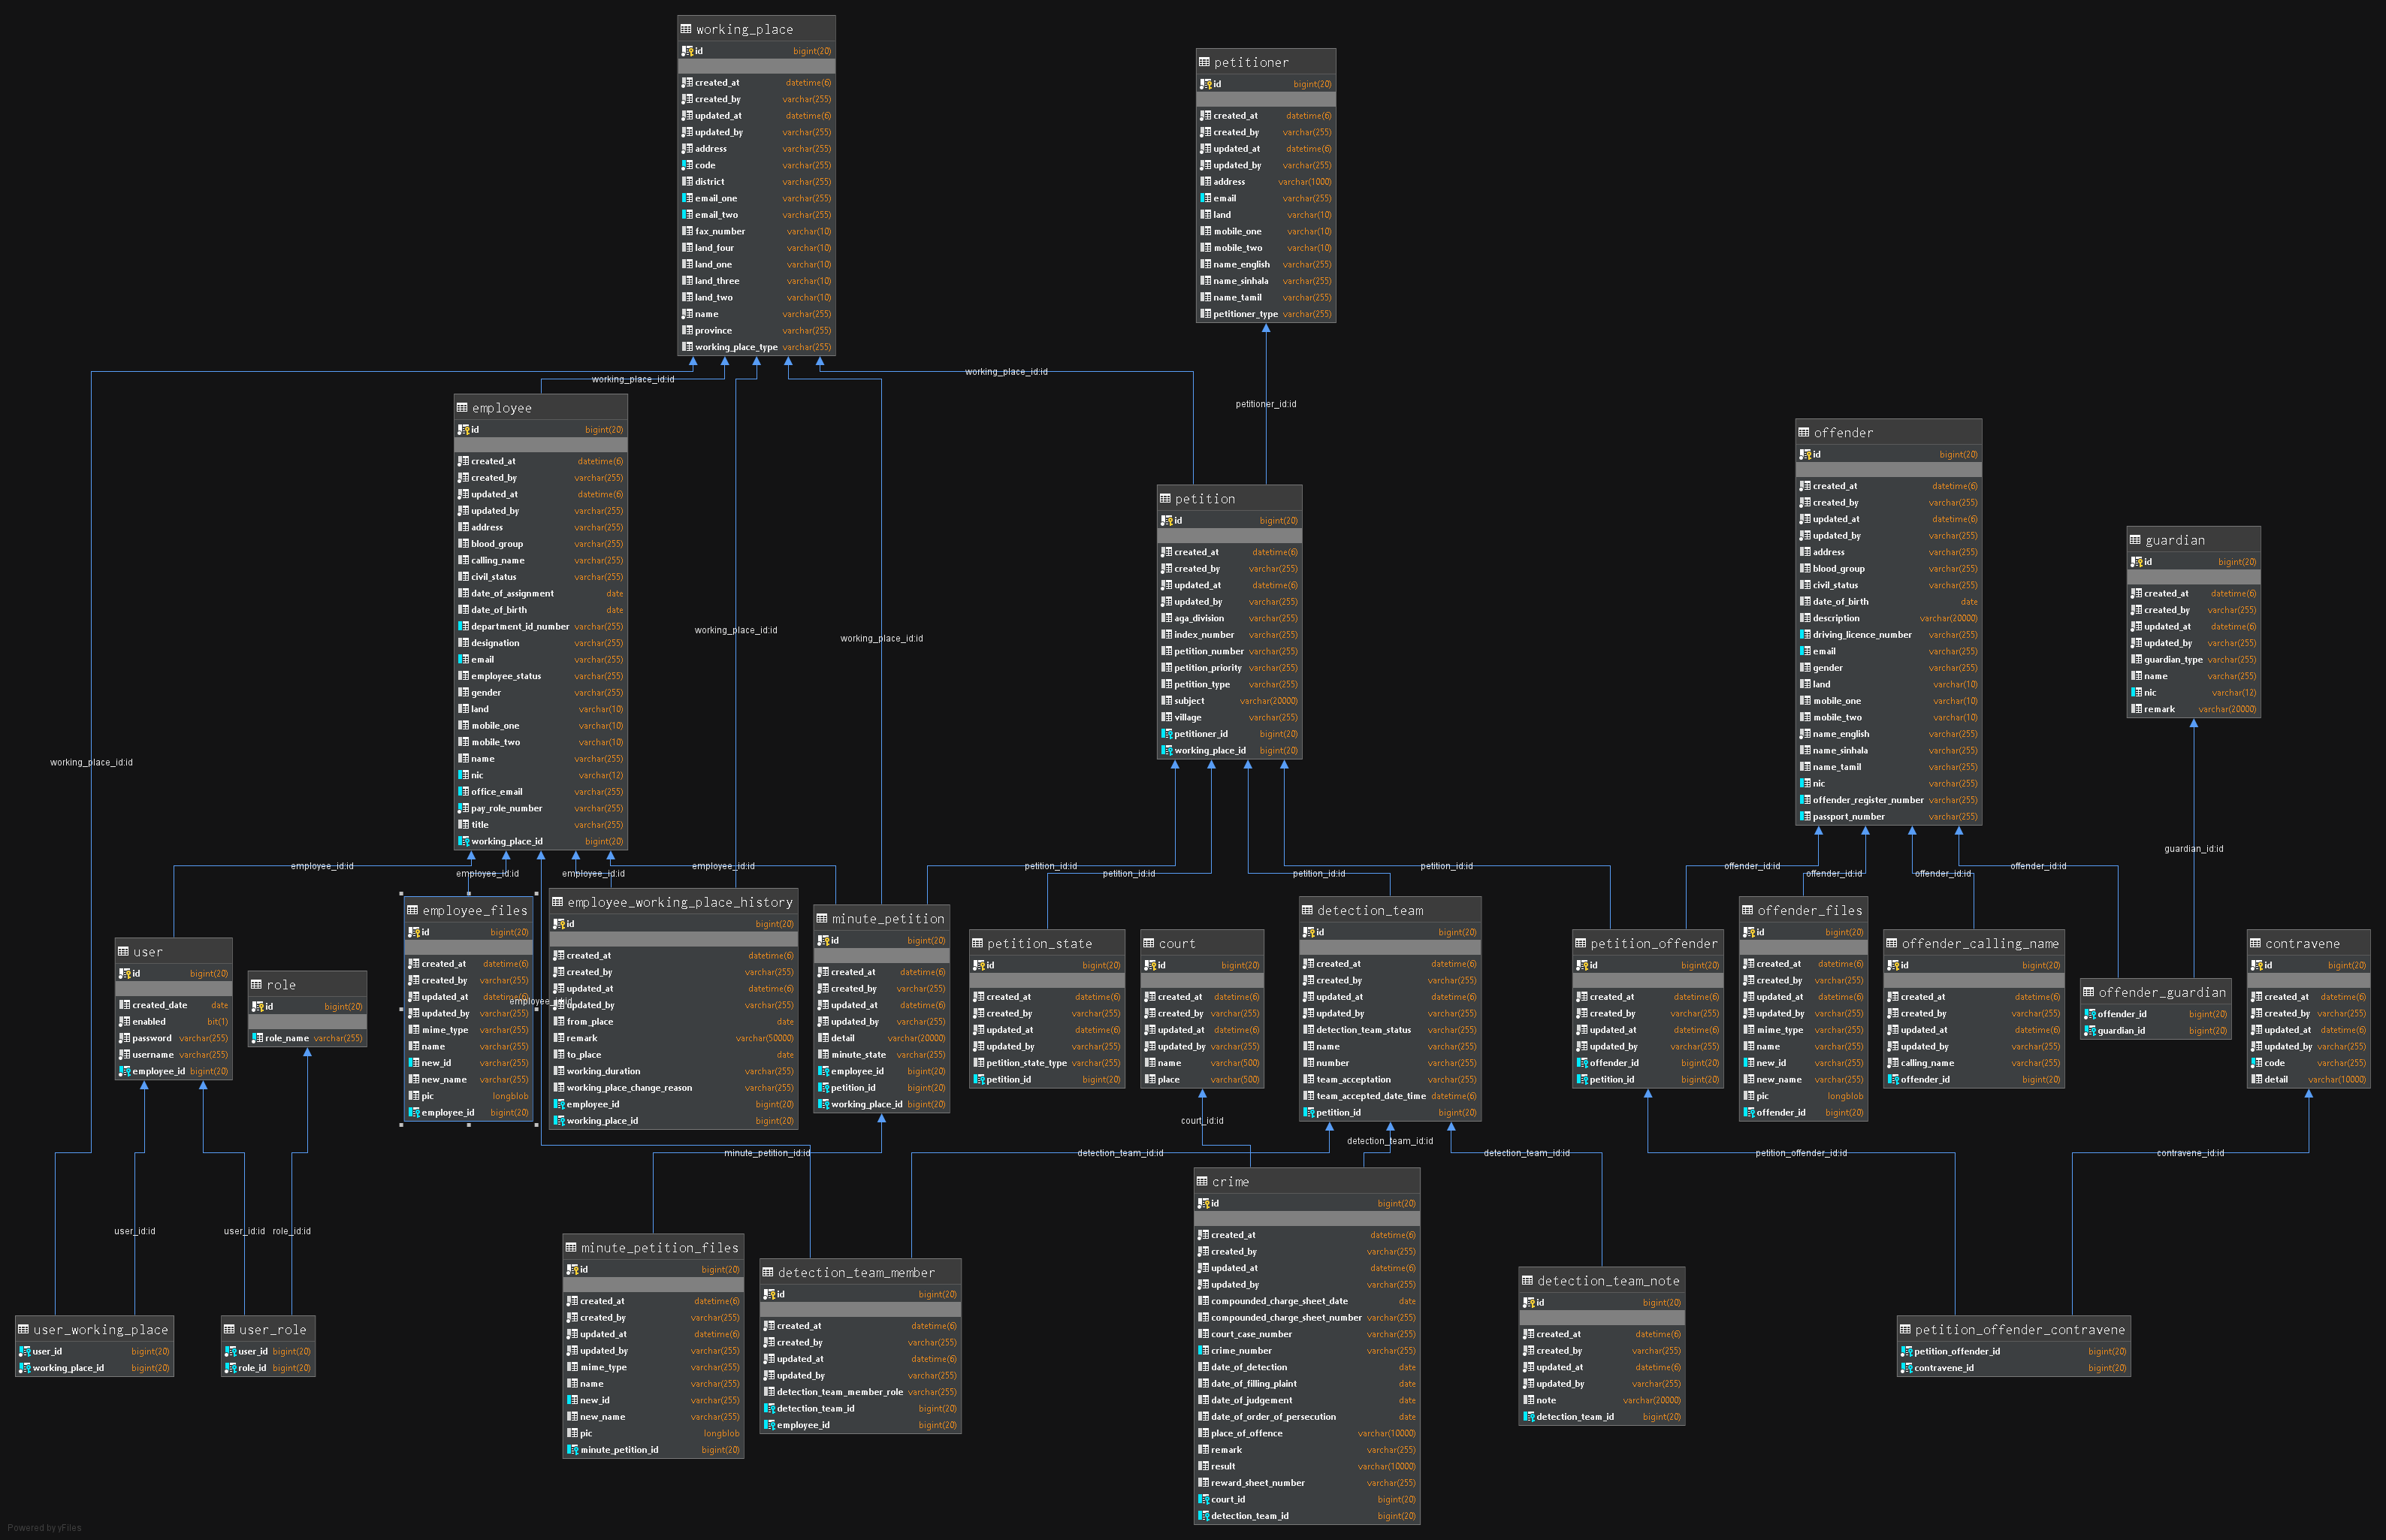 working_place
id bigint(20)
created_at datetime(6)
created_by varchar(255)
updated_at datetime(6)
updated_by varchar(255)
address varchar(255)
code varchar(255)
district varchar(255)
email_one varchar(255)
email_two varchar(255)
fax_number varchar(10)
land_four varchar(10)
land_one varchar(10)
land_three varchar(10)
land_two varchar(10)
name varchar(255)
province varchar(255)
working_place_type varchar(255)
petitioner
id bigint(20)
created_at datetime(6)
created_by varchar(255)
updated_at datetime(6)
updated_by varchar(255)
address varchar(1000)
email varchar(255)
land varchar(10)
mobile_one varchar(10)
mobile_two varchar(10)
name_english varchar(255)
name_sinhala varchar(255)
name_tamil varchar(255)
petitioner_type varchar(255)
working_place_id:id
working_place_id:id
petitioner_id:id
working_place_id:id
working_place_id:id
working_place_id:id
employee
id bigint(20)
created_at datetime(6)
created_by varchar(255)
updated_at datetime(6)
updated_by varchar(255)
address varchar(255)
blood_group varchar(255)
calling_name varchar(255)
civil_status varchar(255)
date_of_assignment date
date_of_birth date
department_id_number varchar(255)
designation varchar(255)
email varchar(255)
employee_status varchar(255)
gender varchar(255)
land varchar(10)
mobile_one varchar(10)
mobile_two varchar(10)
name varchar(255)
nic varchar(12)
office_email varchar(255)
pay_role_number varchar(255)
title varchar(255)
working_place_id bigint(20)
petition
id bigint(20)
created_at datetime(6)
created_by varchar(255)
updated_at datetime(6)
updated_by varchar(255)
aga_division varchar(255)
index_number varchar(255)
petition_number varchar(255)
petition_priority varchar(255)
petition_type varchar(255)
subject varchar(20000)
village varchar(255)
petitioner_id bigint(20)
working_place_id bigint(20)
offender
id bigint(20)
created_at datetime(6)
created_by varchar(255)
updated_at datetime(6)
updated_by varchar(255)
address varchar(255)
blood_group varchar(255)
civil_status varchar(255)
date_of_birth date
description varchar(20000)
driving_licence_number varchar(255)
email varchar(255)
gender varchar(255)
land varchar(10)
mobile_one varchar(10)
mobile_two varchar(10)
name_english varchar(255)
name_sinhala varchar(255)
name_tamil varchar(255)
nic varchar(255)
offender_register_number varchar(255)
passport_number varchar(255)
guardian
id bigint(20)
created_at datetime(6)
created_by varchar(255)
updated_at datetime(6)
updated_by varchar(255)
guardian_type varchar(255)
name varchar(255)
nic varchar(12)
remark varchar(20000)
employee_id:id
employee_id:id
employee_id:id
employee_id:id
employee_id:id
petition_id:id
petition_id:id
petition_id:id
petition_id:id
offender_id:id
offender_id:id
offender_id:id
offender_id:id
guardian_id:id
user
id bigint(20)
created_date date
enabled bit(1)
password varchar(255)
username varchar(255)
employee_id bigint(20)
role
id bigint(20)
role_name varchar(255)
employee_files
id bigint(20)
created_at datetime(6)
created_by varchar(255)
updated_at datetime(6)
updated_by varchar(255)
mime_type varchar(255)
name varchar(255)
new_id varchar(255)
new_name varchar(255)
pic longblob
employee_id bigint(20)
employee_working_place_history
id bigint(20)
created_at datetime(6)
created_by varchar(255)
updated_at datetime(6)
updated_by varchar(255)
from_place date
remark varchar(50000)
to_place date
working_duration varchar(255)
working_place_change_reason varchar(255)
employee_id bigint(20)
working_place_id bigint(20)
minute_petition
id bigint(20)
created_at datetime(6)
created_by varchar(255)
updated_at datetime(6)
updated_by varchar(255)
detail varchar(20000)
minute_state varchar(255)
employee_id bigint(20)
petition_id bigint(20)
working_place_id bigint(20)
petition_state
id bigint(20)
created_at datetime(6)
created_by varchar(255)
updated_at datetime(6)
updated_by varchar(255)
petition_state_type varchar(255)
petition_id bigint(20)
court
id bigint(20)
created_at datetime(6)
created_by varchar(255)
updated_at datetime(6)
updated_by varchar(255)
name varchar(500)
place varchar(500)
detection_team
id bigint(20)
created_at datetime(6)
created_by varchar(255)
updated_at datetime(6)
updated_by varchar(255)
detection_team_status varchar(255)
name varchar(255)
number varchar(255)
team_acceptation varchar(255)
team_accepted_date_time datetime(6)
petition_id bigint(20)
petition_offender
id bigint(20)
created_at datetime(6)
created_by varchar(255)
updated_at datetime(6)
updated_by varchar(255)
offender_id bigint(20)
petition_id bigint(20)
offender_files
id bigint(20)
created_at datetime(6)
created_by varchar(255)
updated_at datetime(6)
updated_by varchar(255)
mime_type varchar(255)
name varchar(255)
new_id varchar(255)
new_name varchar(255)
pic longblob
offender_id bigint(20)
offender_calling_name
id bigint(20)
created_at datetime(6)
created_by varchar(255)
updated_at datetime(6)
updated_by varchar(255)
calling_name varchar(255)
offender_id bigint(20)
offender_guardian
offender_id bigint(20)
guardian_id bigint(20)
contravene
id bigint(20)
created_at datetime(6)
created_by varchar(255)
updated_at datetime(6)
updated_by varchar(255)
code varchar(255)
detail varchar(10000)
minute_petition_id:id
detection_team_id:id
court_id:id
detection_team_id:id
detection_team_id:id
petition_offender_id:id
contravene_id:id
user_id:id
user_id:id
role_id:id
user_working_place
user_id bigint(20)
working_place_id bigint(20)
user_role
user_id bigint(20)
role_id bigint(20)
minute_petition_files
id bigint(20)
created_at datetime(6)
created_by varchar(255)
updated_at datetime(6)
updated_by varchar(255)
mime_type varchar(255)
name varchar(255)
new_id varchar(255)
new_name varchar(255)
pic longblob
minute_petition_id bigint(20)
detection_team_member
id bigint(20)
created_at datetime(6)
created_by varchar(255)
updated_at datetime(6)
updated_by varchar(255)
detection_team_member_role varchar(255)
detection_team_id bigint(20)
employee_id bigint(20)
crime
id bigint(20)
created_at datetime(6)
created_by varchar(255)
updated_at datetime(6)
updated_by varchar(255)
compounded_charge_sheet_date date
compounded_charge_sheet_number varchar(255)
court_case_number varchar(255)
crime_number varchar(255)
date_of_detection date
date_of_filling_plaint date
date_of_judgement date
date_of_order_of_persecution date
place_of_offence varchar(10000)
remark varchar(255)
result varchar(10000)
reward_sheet_number varchar(255)
court_id bigint(20)
detection_team_id bigint(20)
detection_team_note
id bigint(20)
created_at datetime(6)
created_by varchar(255)
updated_at datetime(6)
updated_by varchar(255)
note varchar(20000)
detection_team_id bigint(20)
petition_offender_contravene
petition_offender_id bigint(20)
contravene_id bigint(20)
Powered by yFiles